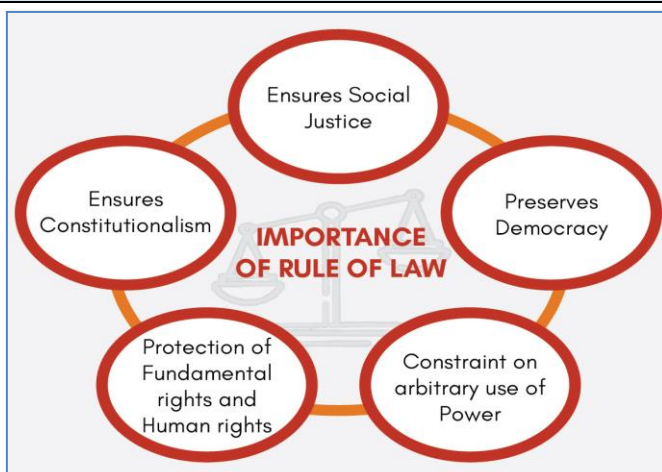 Ensures Social
Justice
Ensures
Constitutionalism
Preserves
Democracy
IMPORTANCE
OF RULE OF LAW
Protection of
Fundamental
rights and
Human rights
Constraint on
arbitrary use of
Power